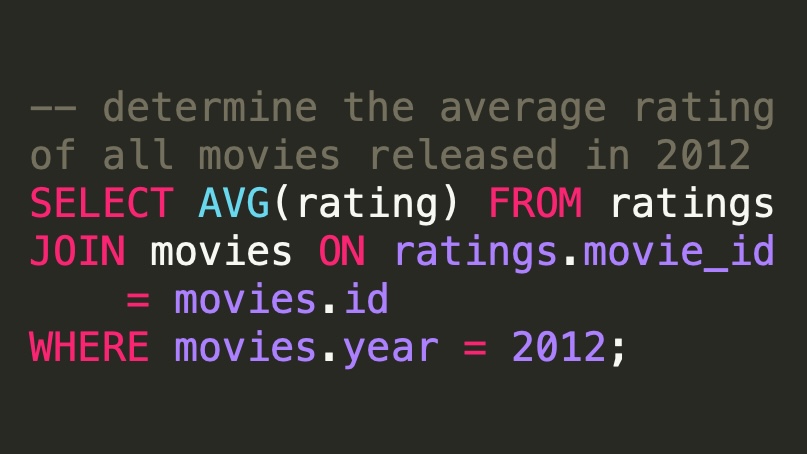 -- determine the average rating
of all movies released in 2012
SELECT AVG(rating) FROM ratings
JOIN movies ON ratings.movie_id
    = movies.id
WHERE movies.year = 2012;